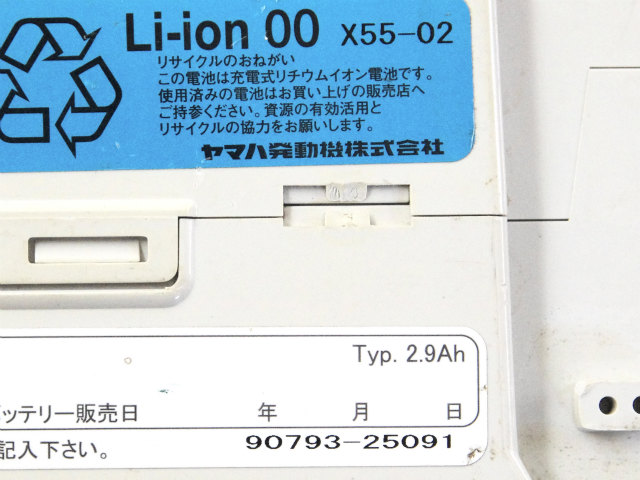 Li-ion 00 X55-02
リサイクルのおねがい
この電池は充電式リチウムイオン電池です。
使用済みの電池はお買い上げの販売店へ
ご持参ください。資源の有効活用と
リサイクルの協力をお願いします。
ヤマハ発動機株式会社
Typ. 2.9Ah
ッテリー販売日 年 月 日
記入下さい。 90793-25091